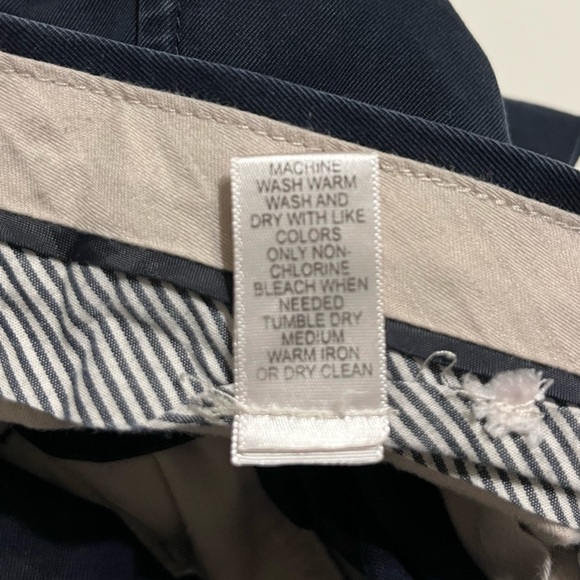 MACHINE
WASH WARM
WASH AND
DRY WITH LIKE
COLORS
ONLY NON-
CHLORINE
BLEACH WHEN
NEEDED
TUMBLE DRY
MEDIUM
WARM IRON
OR DRY CLEAN